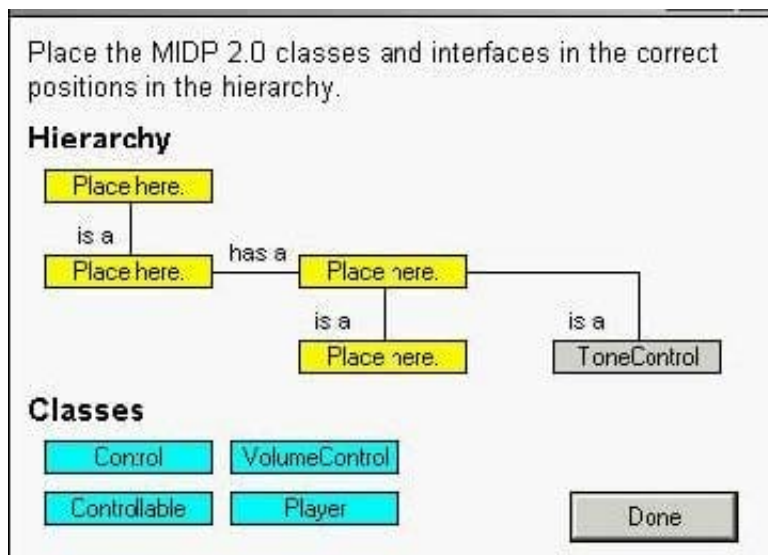 Place the MIDP 2.0 classes and interfaces in the correct
positions in the hierarchy.
Hierarchy
Place here.
is a
has a
Place here.
Place here.
is a
is a
Place here.
ToneControl
Classes
Control
VolumeControl
Controllable
Player
Done